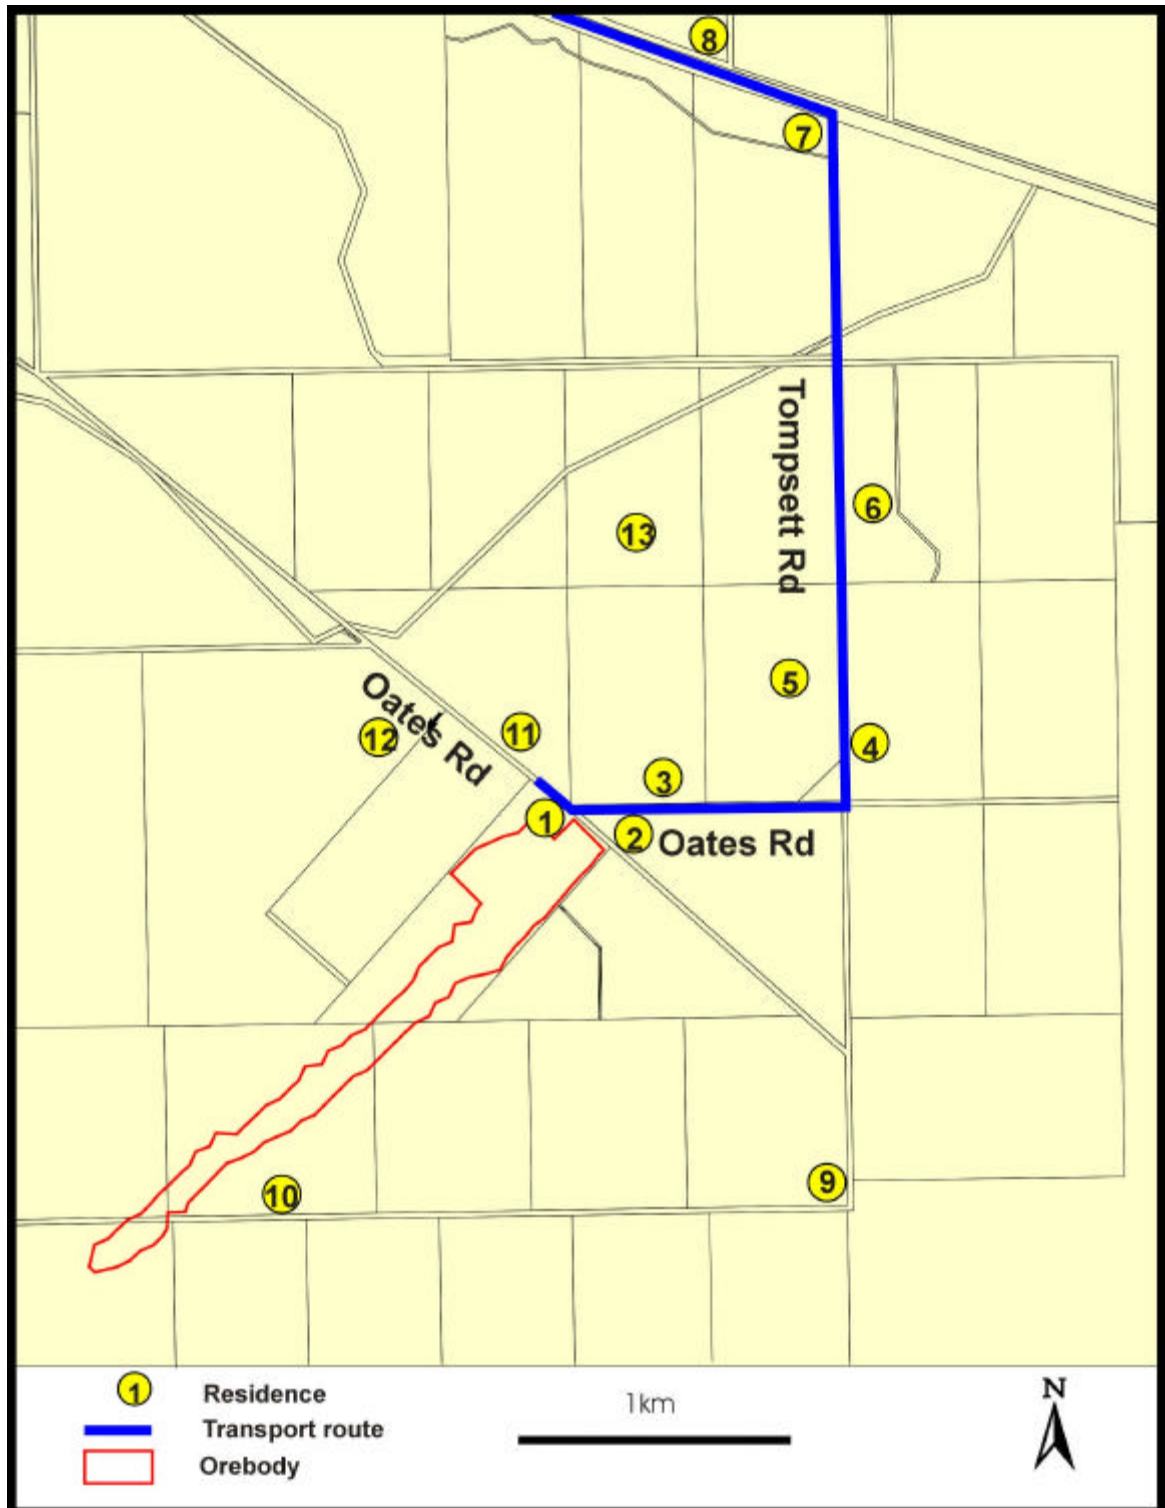 8
7
Tompsett Rd
6
13
5
Oates Rd
12
11
4
3
1
2
Oates Rd
9
10
1
Residence
Transport route
Orebody
1km
N